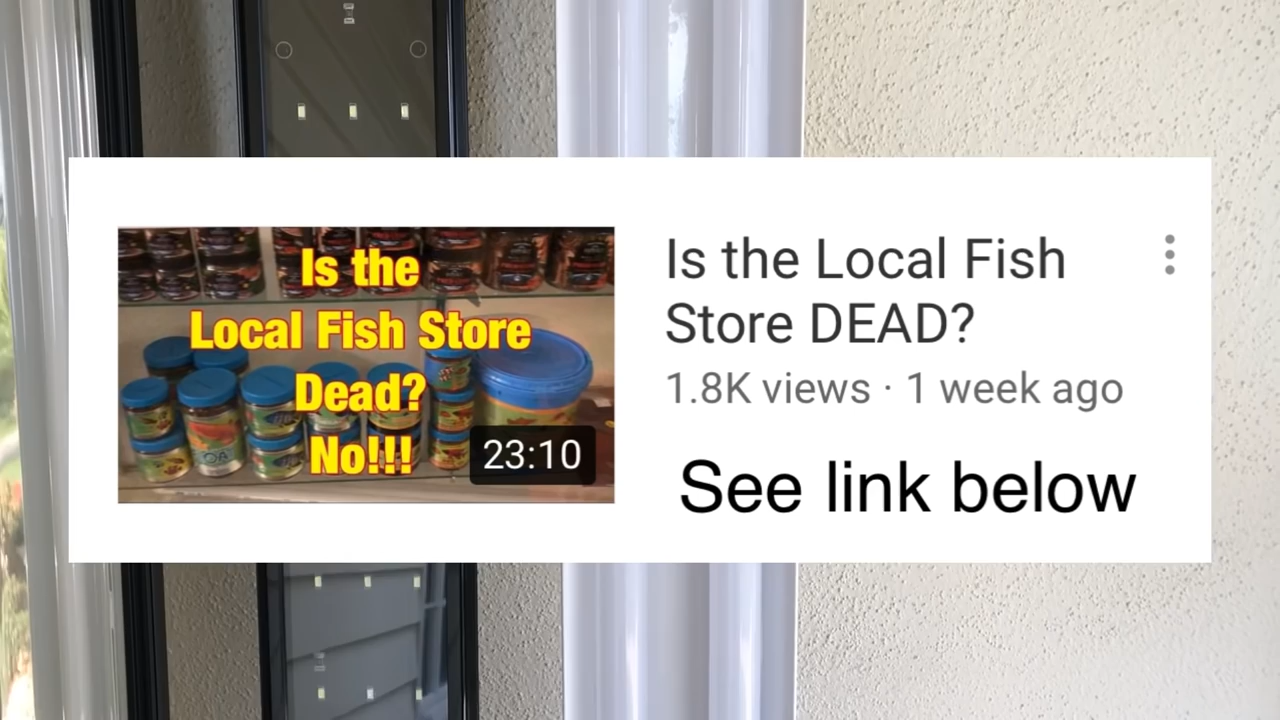 Is the
Local Fish Store
Dead?
No!!!
23:10
Is the Local Fish
Store DEAD?
1.8K views · 1 week ago
See link below